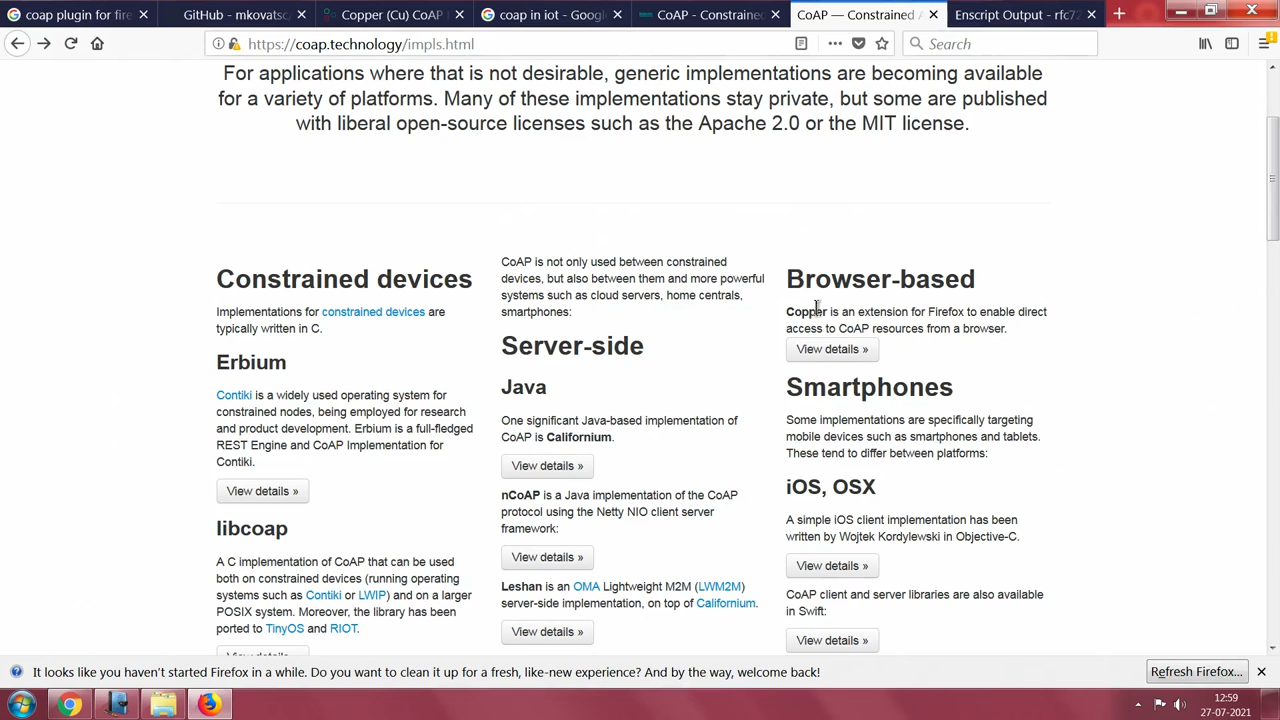 coap plugin for fire
GitHub - mkovatsc
Copper (Cu) CoAP
coap in iot - Google
CoAP - Constrained
CoAP — Constrained A
Enscript Output - rfc72
https://coap.technology/impls.html
Search
For applications where that is not desirable, generic implementations are becoming available
for a variety of platforms. Many of these implementations stay private, but some are published
with liberal open-source licenses such as the Apache 2.0 or the MIT license.
Constrained devices
Implementations for constrained devices are
typically written in C.
Erbium
Contiki is a widely used operating system for
constrained nodes, being employed for research
and product development. Erbium is a full-fledged
REST Engine and CoAP Implementation for
Contiki.
View details »
libcoap
A C implementation of CoAP that can be used
both on constrained devices (running operating
systems such as Contiki or LWIP) and on a larger
POSIX system. Moreover, the library has been
ported to TinyOS and RIOT.
View details »
CoAP is not only used between constrained
devices, but also between them and more powerful
systems such as cloud servers, home centrals,
smartphones:
Server-side
Java
One significant Java-based implementation of
CoAP is Californium.
View details »
nCoAP is a Java implementation of the CoAP
protocol using the Netty NIO client server
framework:
View details »
Leshan is an OMA Lightweight M2M (LWM2M)
server-side implementation, on top of Californium.
View details »
Browser-based
Copper is an extension for Firefox to enable direct
access to CoAP resources from a browser.
View details »
Smartphones
Some implementations are specifically targeting
mobile devices such as smartphones and tablets.
These tend to differ between platforms:
iOS, OSX
A simple iOS client implementation has been
written by Wojtek Kordylewski in Objective-C.
View details »
CoAP client and server libraries are also available
in Swift:
View details »
It looks like you haven't started Firefox in a while. Do you want to clean it up for a fresh, like-new experience? And by the way, welcome back!
Refresh Firefox...
12:59
27-07-2021